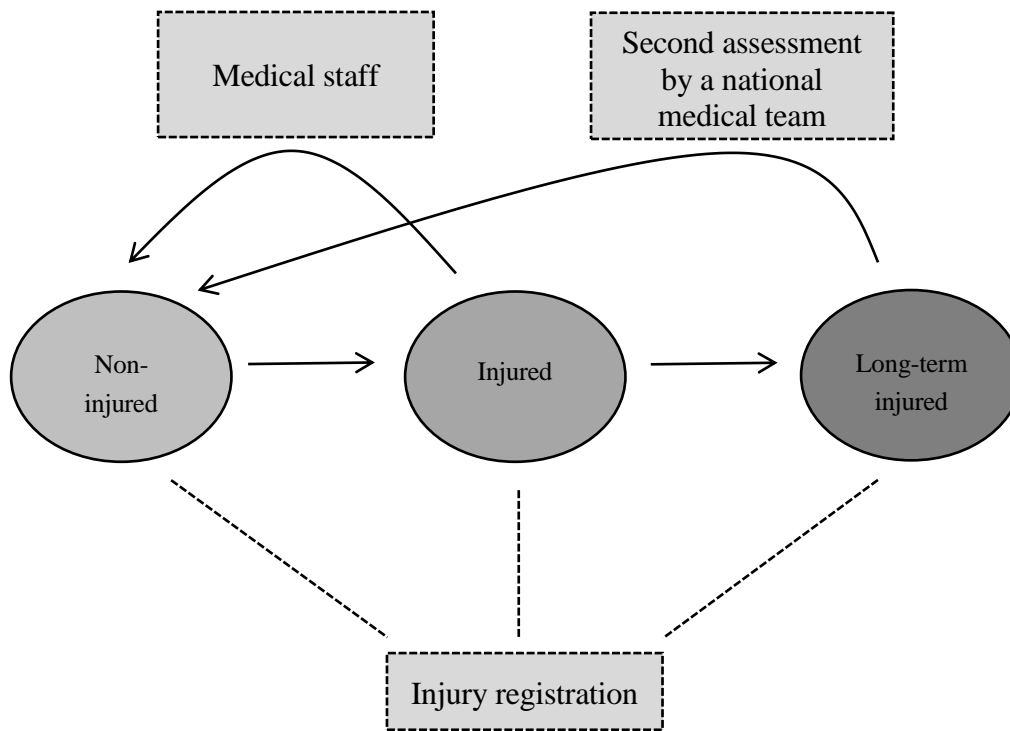 Medical staff
Second assessment
by a national
medical team
Non-
injured
Injured
Long-term
injured
Injury registration